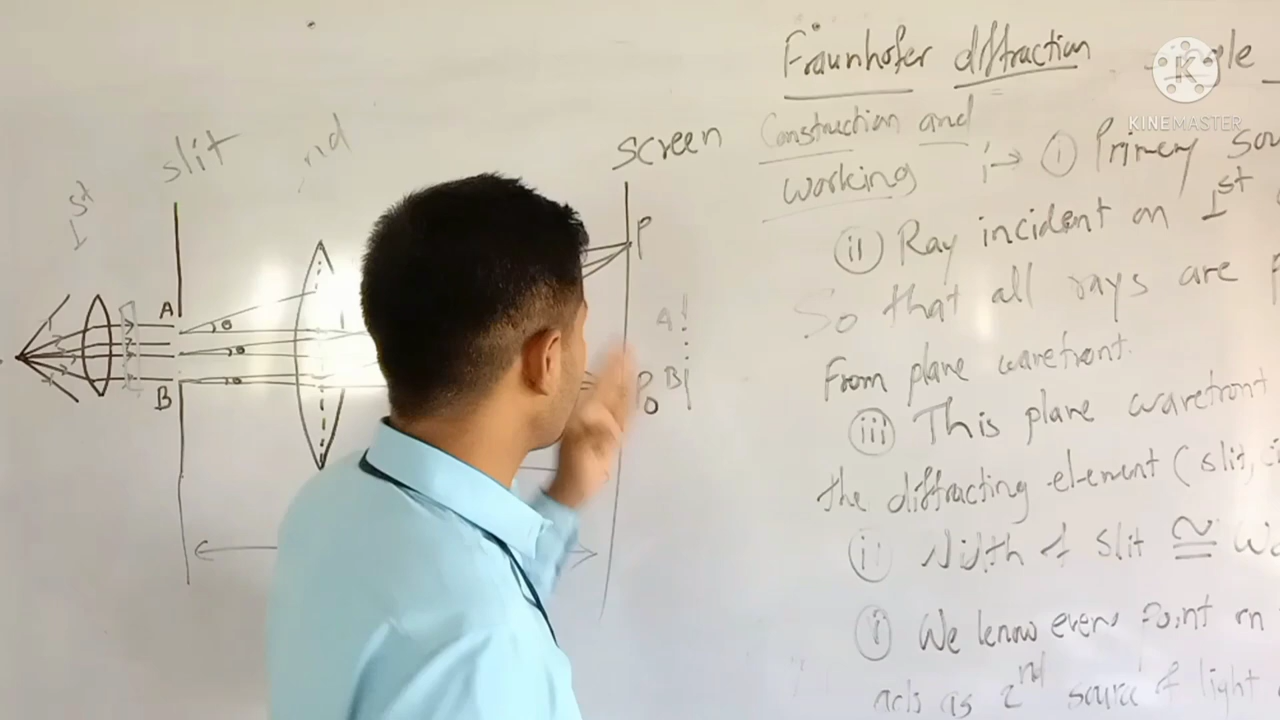 Fraunhofer diffraction
KINEMASTER
K
Construction and
working :→ (i) Primary
(ii) Ray incident on Ist
So that all rays are
From plane wavefront.
(iii) This plane wavefront
the diffracting element (slit,
Width of slit ≅
(i) We know every Point on
acts as 2nd source of light
Ist
slit
screen
A
B
θ
θ
θ
P
P0
A
B